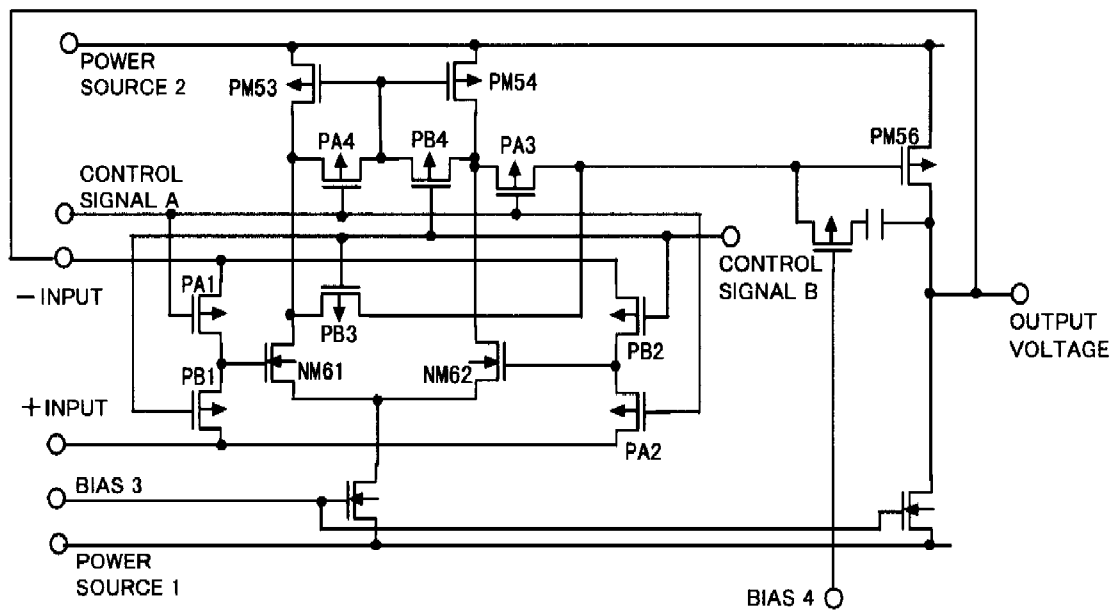 POWER
SOURCE 2
PM53
PM54
PA4
PB4
PA3
PM56
CONTROL
SIGNAL A
－INPUT
PA1
PB3
CONTROL
SIGNAL B
PB2
OUTPUT
VOLTAGE
NM61
NM62
PB1
＋INPUT
PA2
BIAS 3
POWER
SOURCE 1
BIAS 4